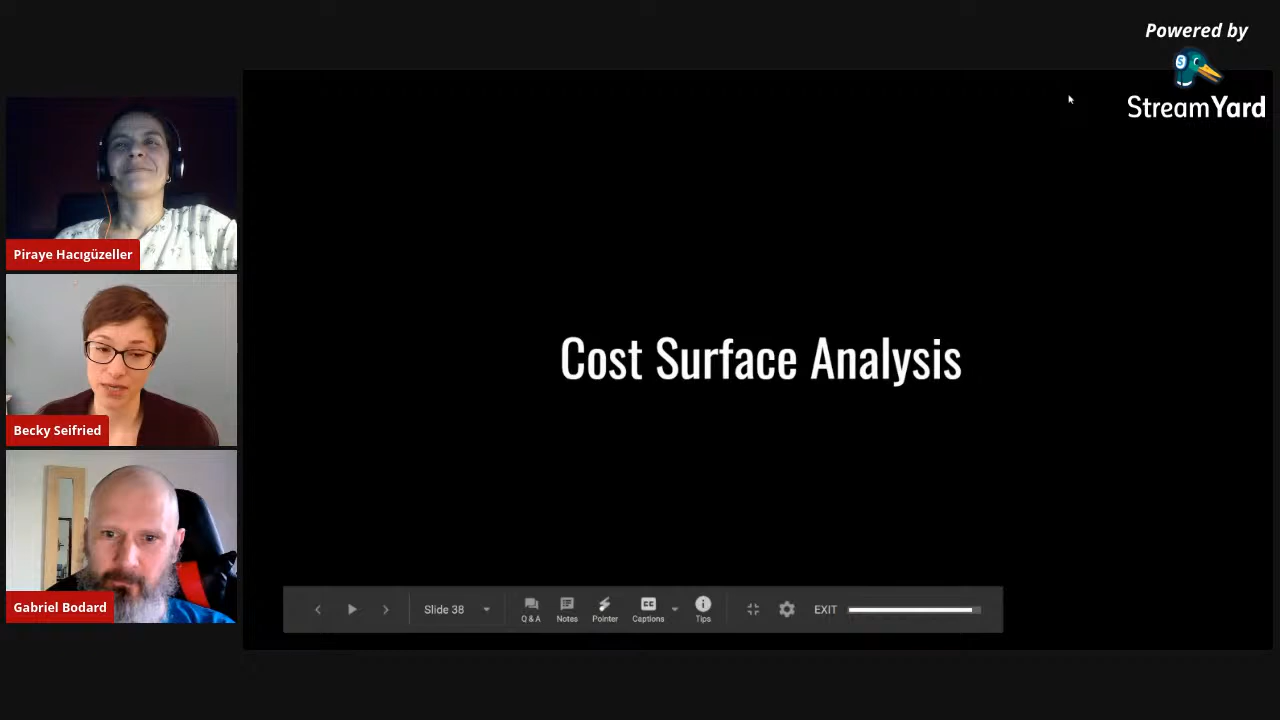 Powered by
StreamYard
Piraye Hacıgüzeller
Becky Seifried
Gabriel Bodard
Cost Surface Analysis
Slide 38
Q & A
Notes
Pointer
CC
Captions
Tips
EXIT